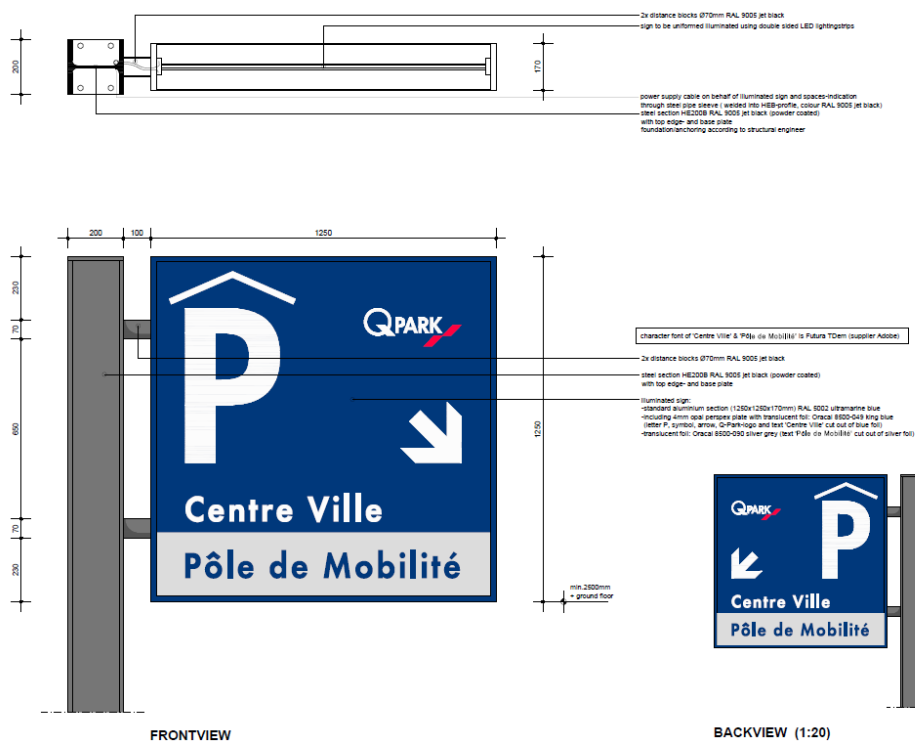 2x distance blocks Ø70mm RAL 9005 jet black
sign to be uniformed illuminated using double sided LED lightingstrips
200
170
power supply cable on behalf of illuminated sign and spaces-indication
through steel pipe sleeve ( welded into HEB-profile, colour RAL 9005 jet black)
steel section HE200B RAL 9005 jet black (powder coated)
with top edge- and base plate
foundation/anchoring according to structural engineer
200
100
1250
230
70
650
70
230
1250
P
QPARK
Centre Ville
Pôle de Mobilité
character font of 'Centre Ville' & 'Pôle de Mobilité' is Futura TDem (supplier Adobe)
2x distance blocks Ø70mm RAL 9005 jet black
steel section HE200B RAL 9005 jet black (powder coated)
with top edge- and base plate
illuminated sign:
-standard aluminium section (1250x1250x170mm) RAL 5002 ultramarine blue
-including 4mm opal perspex plate with translucent foil: Oracal 8500-049 king blue
(letter P, symbol, arrow, Q-Park-logo and text 'Centre Ville' cut out of blue foil)
-translucent foil: Oracal 8500-090 silver grey (text 'Pôle de Mobilité' cut out of silver foil)
min.2500mm
+ ground floor
QPARK
P
Centre Ville
Pôle de Mobilité
FRONTVIEW
BACKVIEW (1:20)